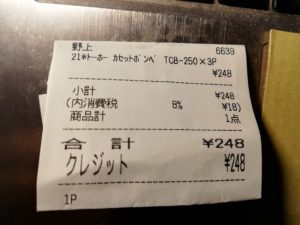 野上 6639
21*トーホー カセットボンベ TCB-250×3P
¥248
小計 ¥248
(内消費税 8% ¥18)
商品計 1点
合計 ¥248
クレジット ¥248
1P